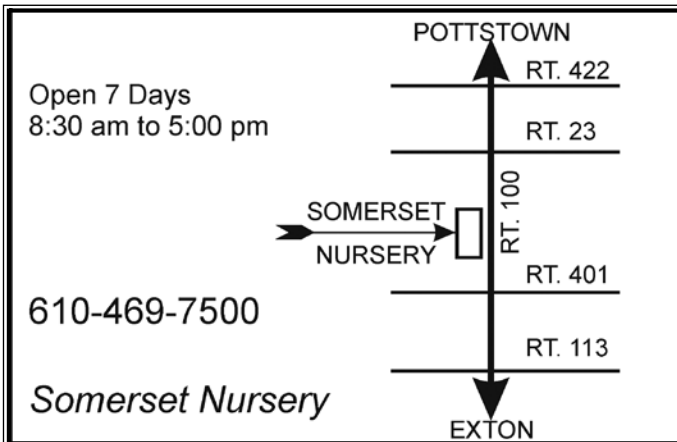 POTTSTOWN
RT. 422
Open 7 Days
8:30 am to 5:00 pm
RT. 23
RT. 100
SOMERSET
NURSERY
RT. 401
610-469-7500
RT. 113
Somerset Nursery
EXTON